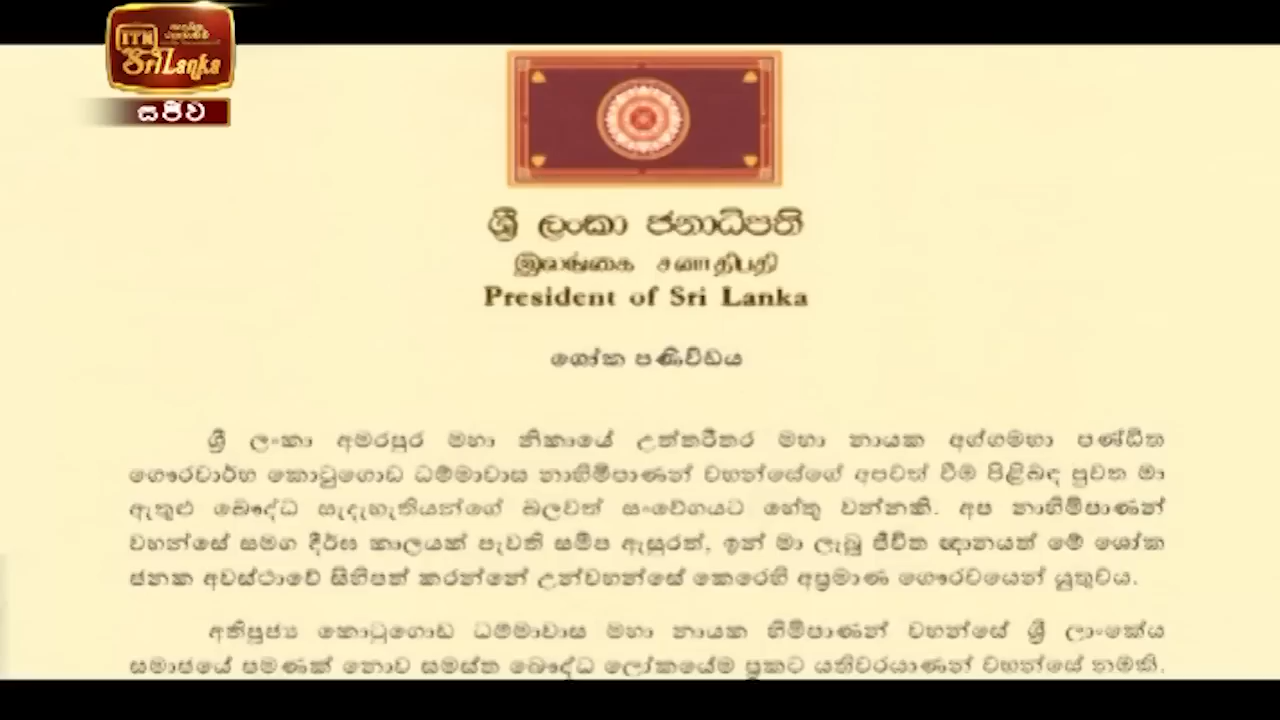 ITN
Sri Lanka
සජීව
ශ්‍රී ලංකා ජනාධිපති
இலங்கை சனாதிபதி
President of Sri Lanka
ශෝක පණිවිඩය
ශ්‍රී ලංකා අමරපුර මහා නිකායේ උත්තරීතර මහා නායක අග්ගමහා පණ්ඩිත
ගෞරවාර්හ කොටුගොඩ ධම්මාවාස නාහිමිපාණන් වහන්සේගේ අපවත් වීම පිළිබඳ පුවත මා
ඇතුළු බෞද්ධ සැදැහැතියන්ගේ බලවත් සංවේගයට හේතු වන්නකි. අප නාහිමිපාණන්
වහන්සේ සමග දීර්ඝ කාලයක් පැවති සමීප ඇසුරත්, ඉන් මා ලැබූ ජීවිත ඥානයත් මේ ශෝක
ජනක අවස්ථාවේ සිහිපත් කරන්නේ උන්වහන්සේ කෙරෙහි අප්‍රමාණ ගෞරවයෙන් යුතුවය.
අතිපූජ්‍ය කොටුගොඩ ධම්මාවාස මහා නායක හිමිපාණන් වහන්සේ ශ්‍රී ලාංකේය
සමාජයේ පමණක් නොව සමස්ත බෞද්ධ ලෝකයේම ප්‍රකට යතිවරයාණන් වහන්සේ නමකි.